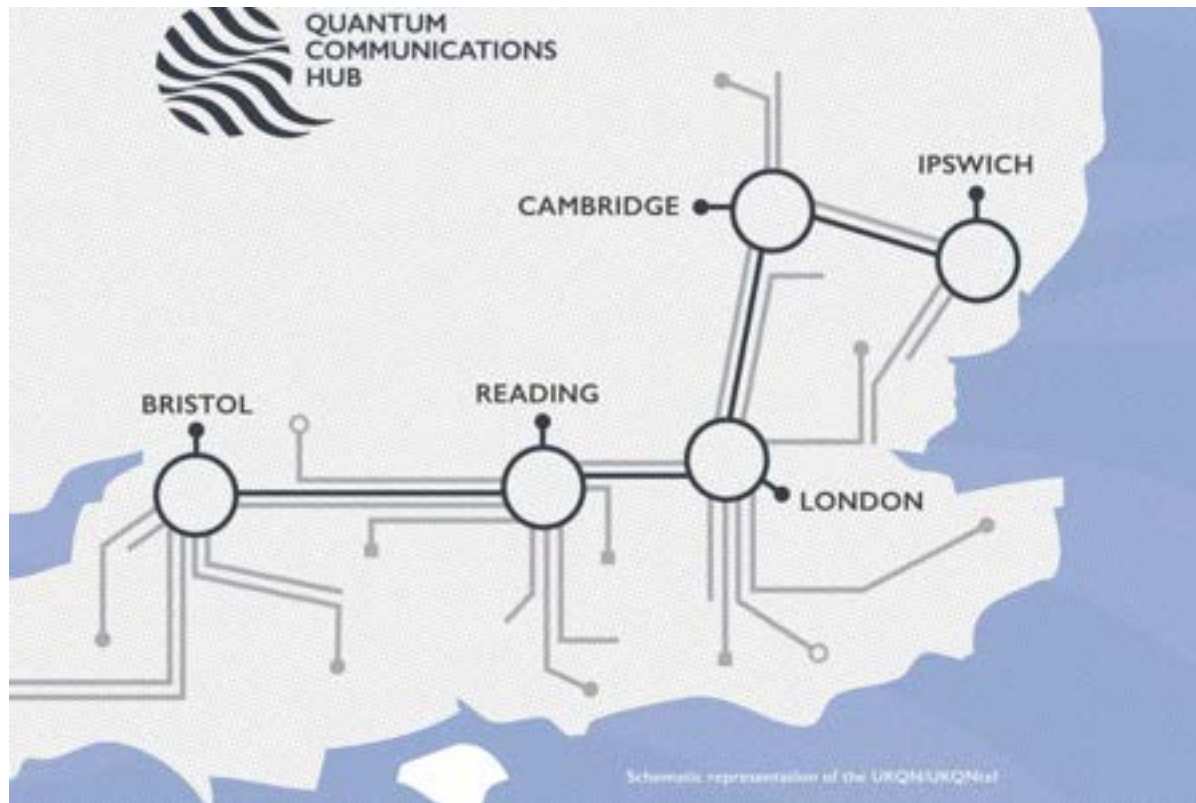 QUANTUM
COMMUNICATIONS
HUB
IPSWICH
CAMBRIDGE
READING
BRISTOL
LONDON
Schematic representation of the UKQN/UKQNtel